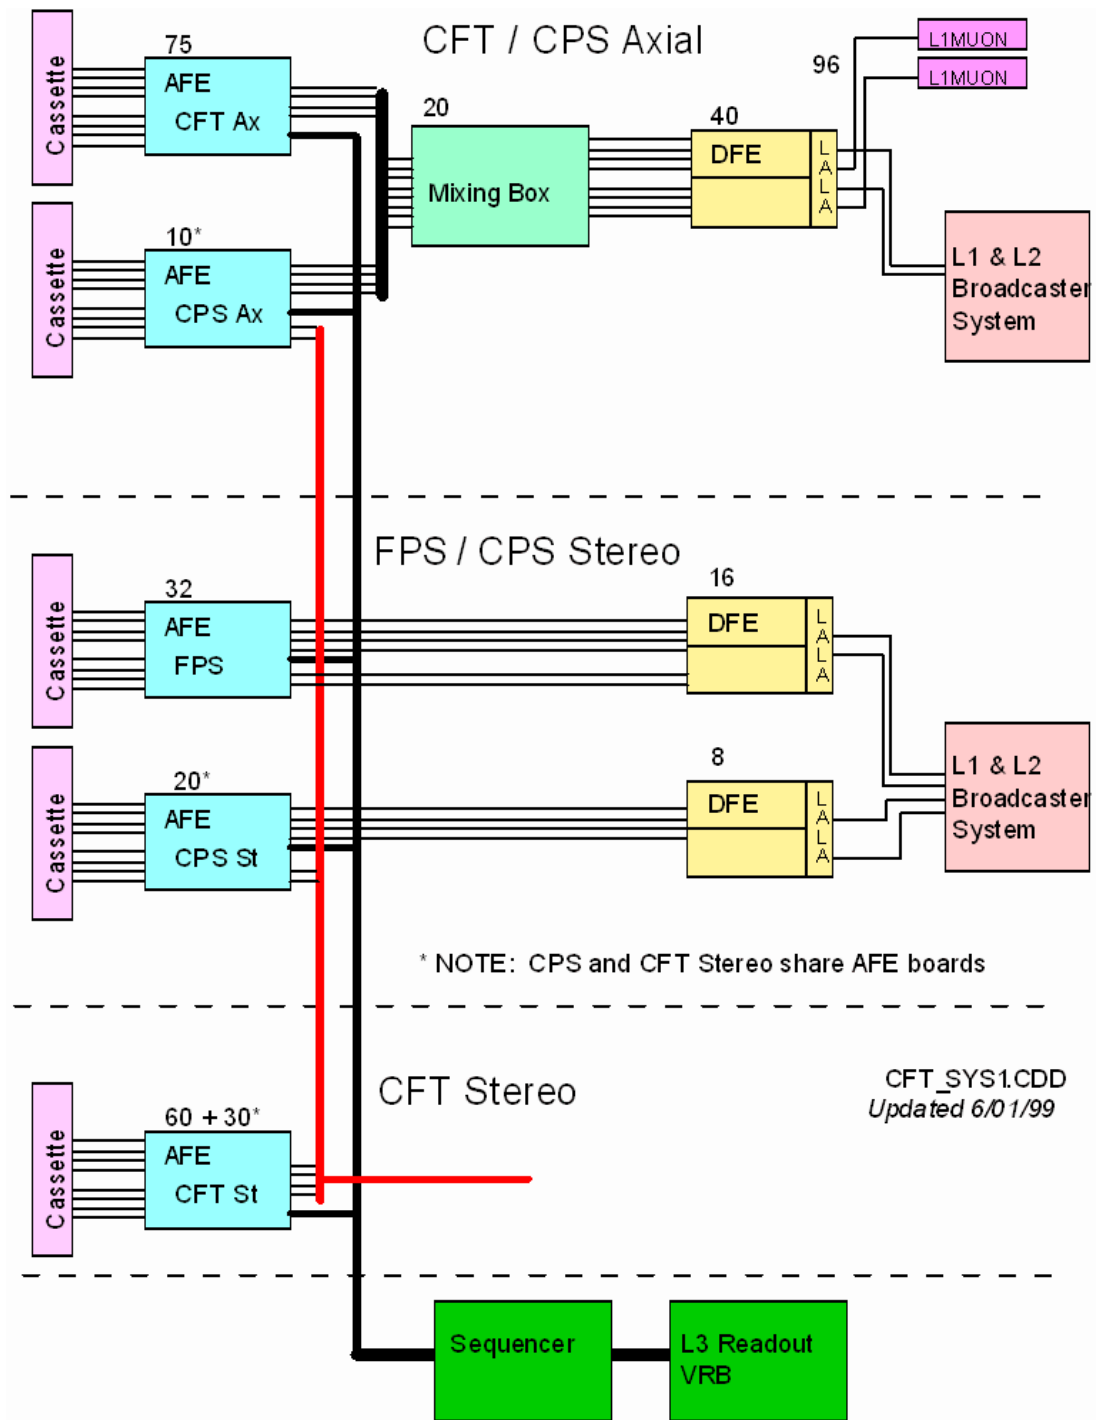 CFT / CPS Axial
Cassette
75
AFE
CFT Ax
20
Mixing Box
40
DFE
L
A
L
A
96
L1MUON
L1MUON
L1 & L2
Broadcaster
System
Cassette
10*
AFE
CPS Ax
FPS / CPS Stereo
Cassette
32
AFE
FPS
16
DFE
L
A
L
A
Cassette
20*
AFE
CPS St
8
DFE
L
A
L
A
L1 & L2
Broadcaster
System
* NOTE: CPS and CFT Stereo share AFE boards
CFT Stereo
CFT_SYS1.CDD
Updated 6/01/99
Cassette
60 + 30*
AFE
CFT St
Sequencer
L3 Readout
VRB